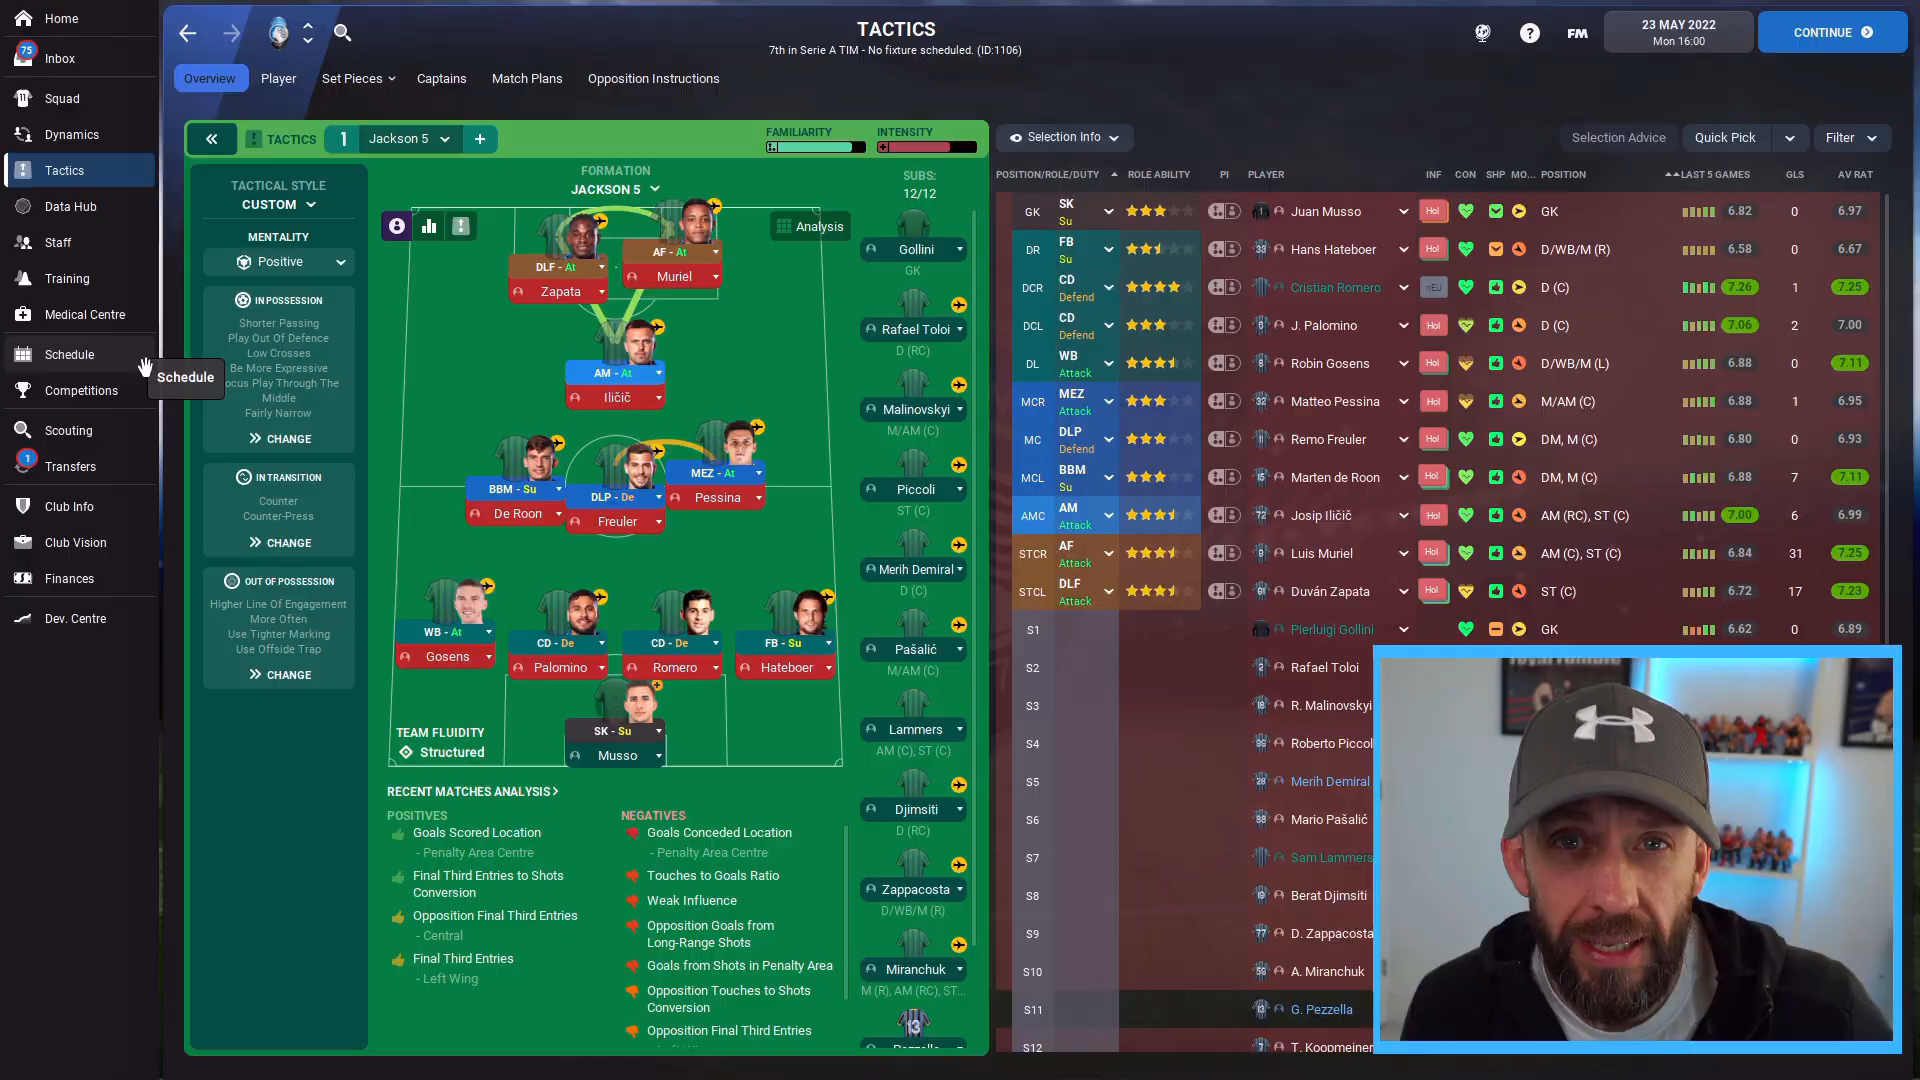 Home
75
Inbox
Squad
Dynamics
Tactics
Data Hub
Staff
Training
Medical Centre
Schedule
Schedule
Competitions
Scouting
1
Transfers
Club Info
Club Vision
Finances
Dev. Centre
TACTICS
7th in Serie A TIM - No fixture scheduled. (ID:1106)
FM
23 MAY 2022
Mon 16:00
CONTINUE
Overview
Player
Set Pieces
Captains
Match Plans
Opposition Instructions
TACTICS
1
Jackson 5
FAMILIARITY
INTENSITY
TACTICAL STYLE
CUSTOM
MENTALITY
Positive
IN POSSESSION
Shorter Passing
Play Out Of Defence
Low Crosses
Be More Expressive
ocus Play Through The
Middle
Fairly Narrow
CHANGE
IN TRANSITION
Counter
Counter-Press
CHANGE
OUT OF POSSESSION
Higher Line Of Engagement
More Often
Use Tighter Marking
Use Offside Trap
CHANGE
FORMATION
JACKSON 5
Analysis
DLF - At
Zapata
AF - At
Muriel
AM - At
Iličič
BBM - Su
De Roon
DLP - De
Freuler
MEZ - At
Pessina
WB - At
Gosens
CD - De
Palomino
CD - De
Romero
FB - Su
Hateboer
SK - Su
Musso
TEAM FLUIDITY
Structured
RECENT MATCHES ANALYSIS
POSITIVES
Goals Scored Location
- Penalty Area Centre
Final Third Entries to Shots
Conversion
Opposition Final Third Entries
- Central
Final Third Entries
- Left Wing
NEGATIVES
Goals Conceded Location
- Penalty Area Centre
Touches to Goals Ratio
Weak Influence
Opposition Goals from
Long-Range Shots
Goals from Shots in Penalty Area
Opposition Touches to Shots
Conversion
Opposition Final Third Entries
SUBS:
12/12
Gollini
GK
Rafael Toloi
D (RC)
Malinovskyi
M/AM (C)
Piccoli
ST (C)
Merih Demiral
D (C)
Pašalić
M/AM (C)
Lammers
AM (C), ST (C)
Djimsiti
D (RC)
Zappacosta
D/WB/M (R)
Miranchuk
M (R), AM (RC), ST...
13
Selection Info
Selection Advice
Quick Pick
Filter
POSITION/ROLE/DUTY ROLE ABILITY PI PLAYER INF CON SHP MO... POSITION LAST 5 GAMES GLS AV RAT
GK SK Su Juan Musso Hol GK 6.82 0 6.97
DR FB Su Hans Hateboer Hol D/WB/M (R) 6.58 0 6.67
DCR CD Defend Cristian Romero nEU D (C) 7.26 1 7.25
DCL CD Defend J. Palomino Hol D (C) 7.06 2 7.00
DL WB Attack Robin Gosens Hol D/WB/M (L) 6.88 0 7.11
MCR MEZ Attack Matteo Pessina Hol M/AM (C) 6.88 1 6.95
MC DLP Defend Remo Freuler Hol DM, M (C) 6.80 0 6.93
MCL BBM Su Marten de Roon Hol DM, M (C) 6.88 7 7.11
AMC AM Attack Josip Iličič Hol AM (RC), ST (C) 7.00 6 6.99
STCR AF Attack Luis Muriel Hol AM (C), ST (C) 6.84 31 7.25
STCL DLF Attack Duván Zapata Hol ST (C) 6.72 17 7.23
S1 Pierluigi Gollini GK 6.62 0 6.89
S2 Rafael Toloi
S3 R. Malinovskyi
S4 Roberto Piccol
S5 Merih Demiral
S6 Mario Pašalić
S7 Sam Lammers
S8 Berat Djimsiti
S9 D. Zappacosta
S10 A. Miranchuk
S11 G. Pezzella
S12 T. Koopmeiner